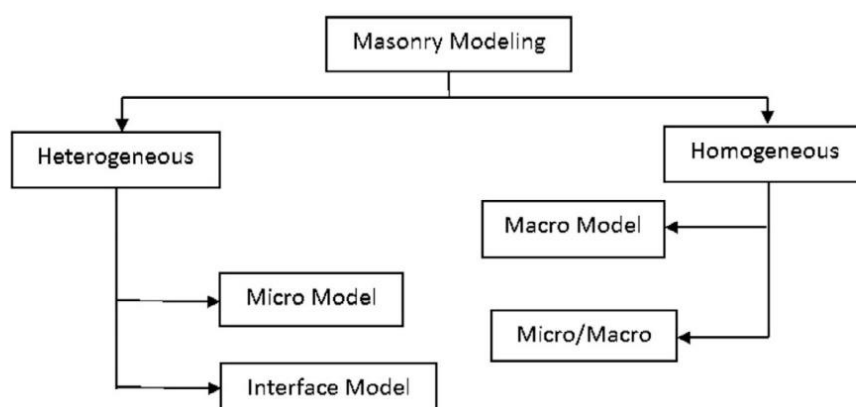 Masonry Modeling
Heterogeneous
Homogeneous
Macro Model
Micro Model
Micro/Macro
Interface Model